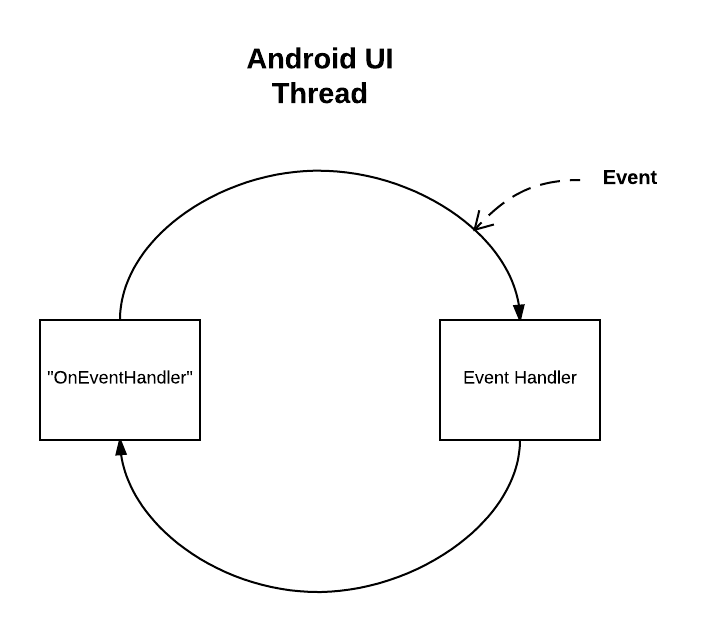 Android UI
Thread
Event
"OnEventHandler"
Event Handler